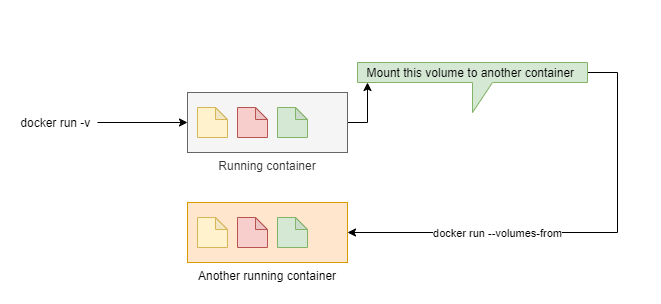 Mount this volume to another container
docker run -v
Running container
docker run --volumes-from
Another running container